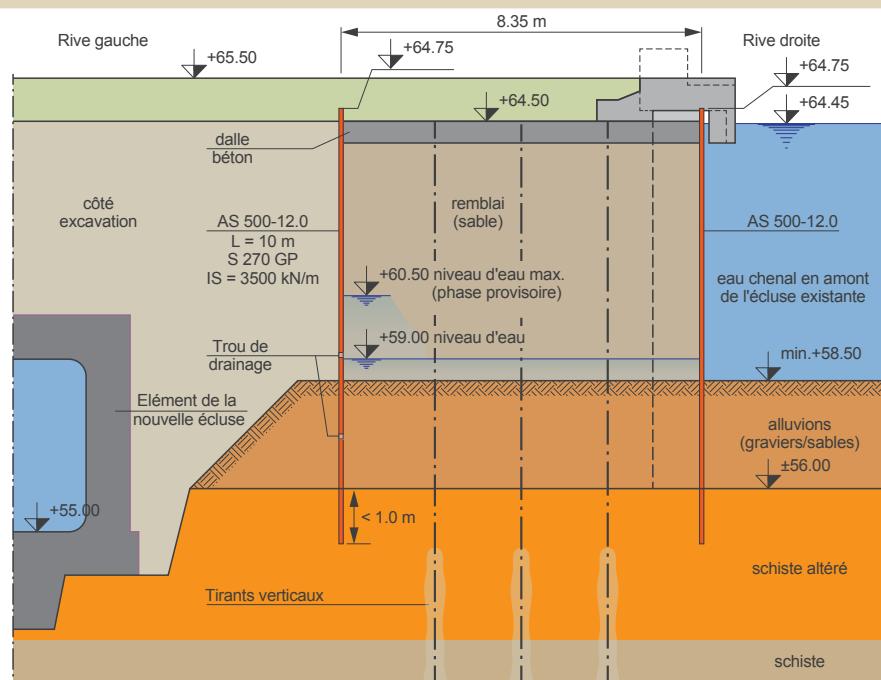 8.35 m
Rive gauche
Rive droite
+65.50
+64.75
+64.75
+64.50
+64.45
dalle
béton
côté
excavation
AS 500-12.0
L = 10 m
S 270 GP
IS = 3500 kN/m
remblai
(sable)
AS 500-12.0
+60.50 niveau d'eau max.
(phase provisoire)
eau chenal en amont
de l'écluse existante
+59.00 niveau d'eau
Trou de
drainage
min.+58.50
Elément de la
nouvelle écluse
alluvions
(graviers/sables)
±56.00
+55.00
< 1.0 m
schiste altéré
Tirants verticaux
schiste